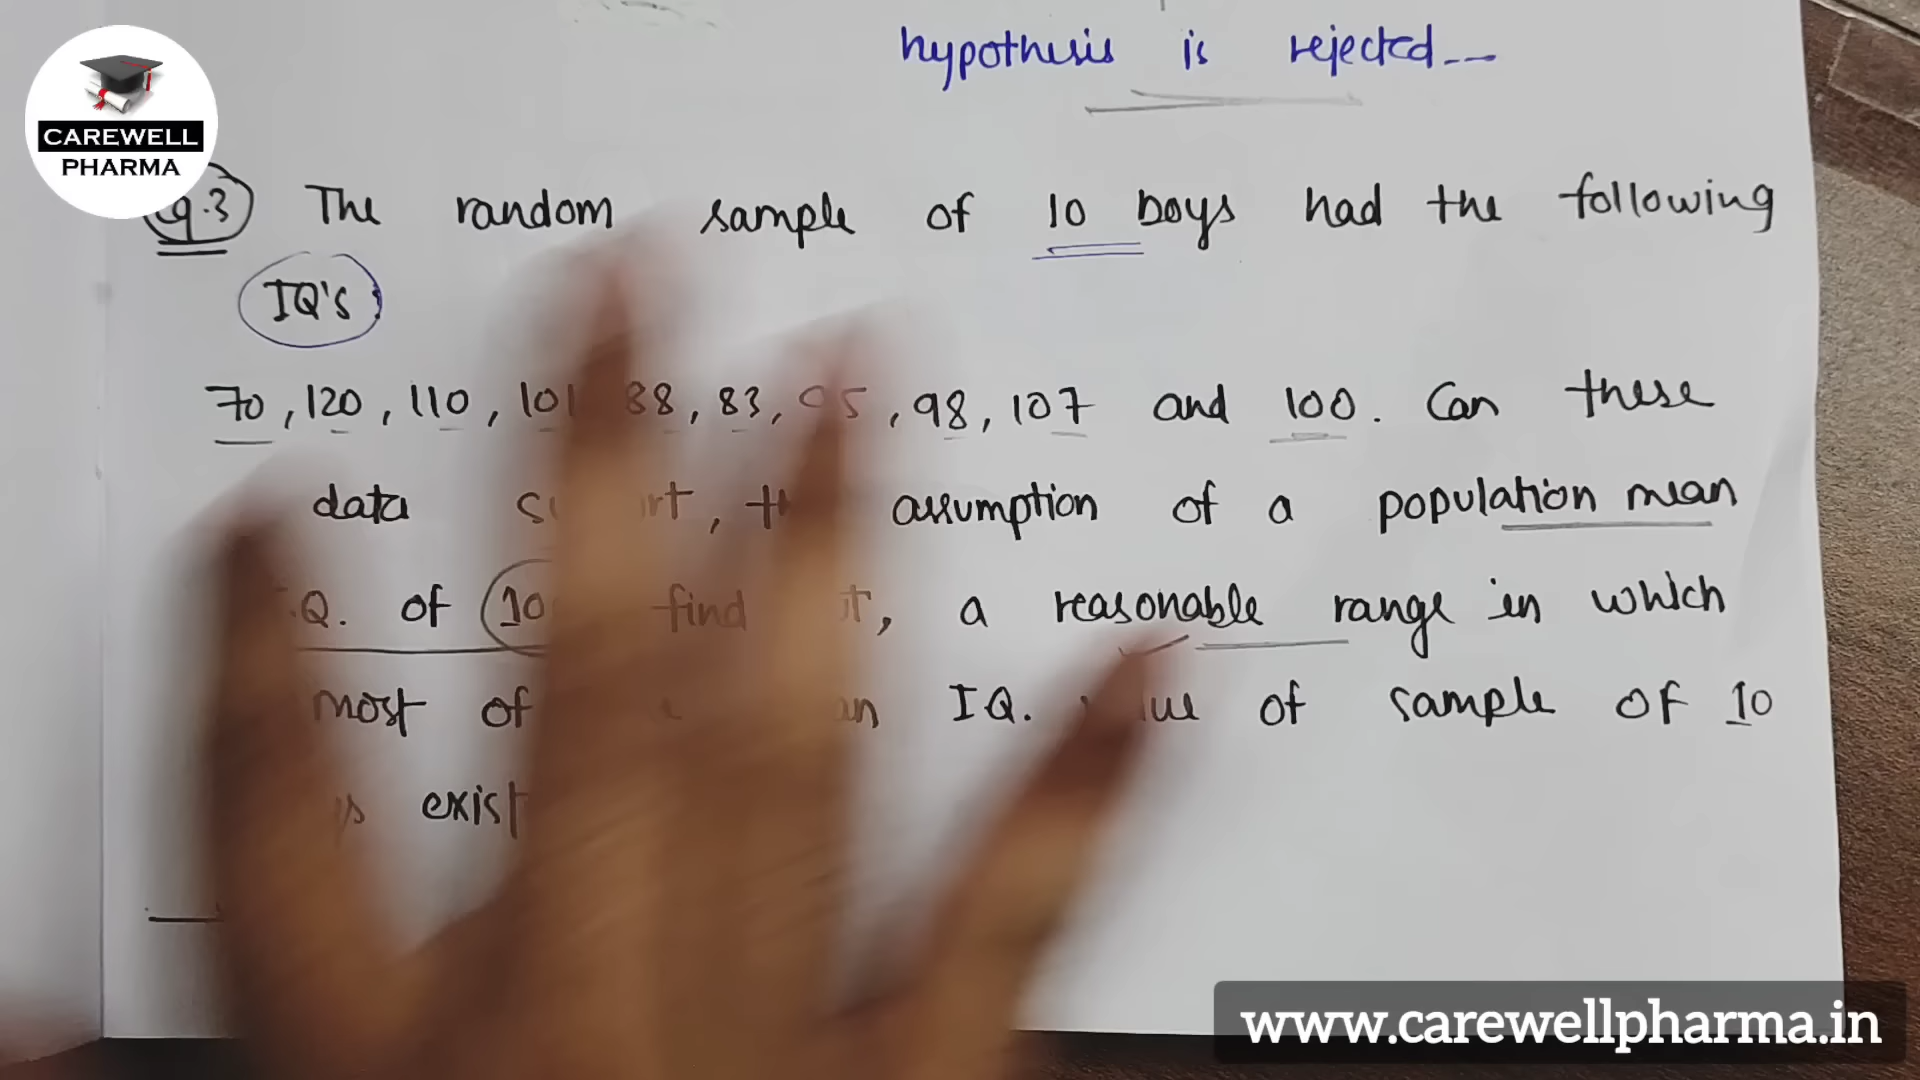 hypothesis is rejected--
CAREWELL
PHARMA
Q.3 The random sample of 10 boys had the following
IQ's
70, 120, 110, 101 88, 83, 95, 98, 107 and 100. Can these
data assumption of a population mean
Q. of find a reasonable range in which
most of I Q. of sample of 10
exist
www.carewellpharma.in